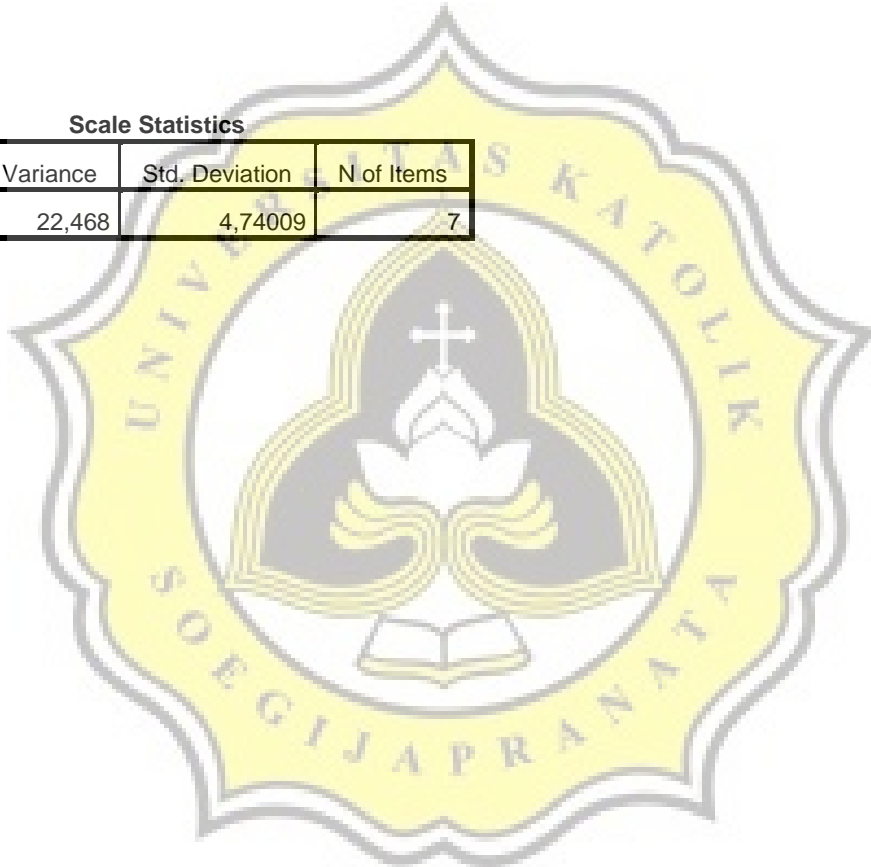 Scale Statistics
Variance Std. Deviation N of Items
22,468 4,74009 7
UNIVERSITAS KATOLIK
SOEGIJAPRANATA